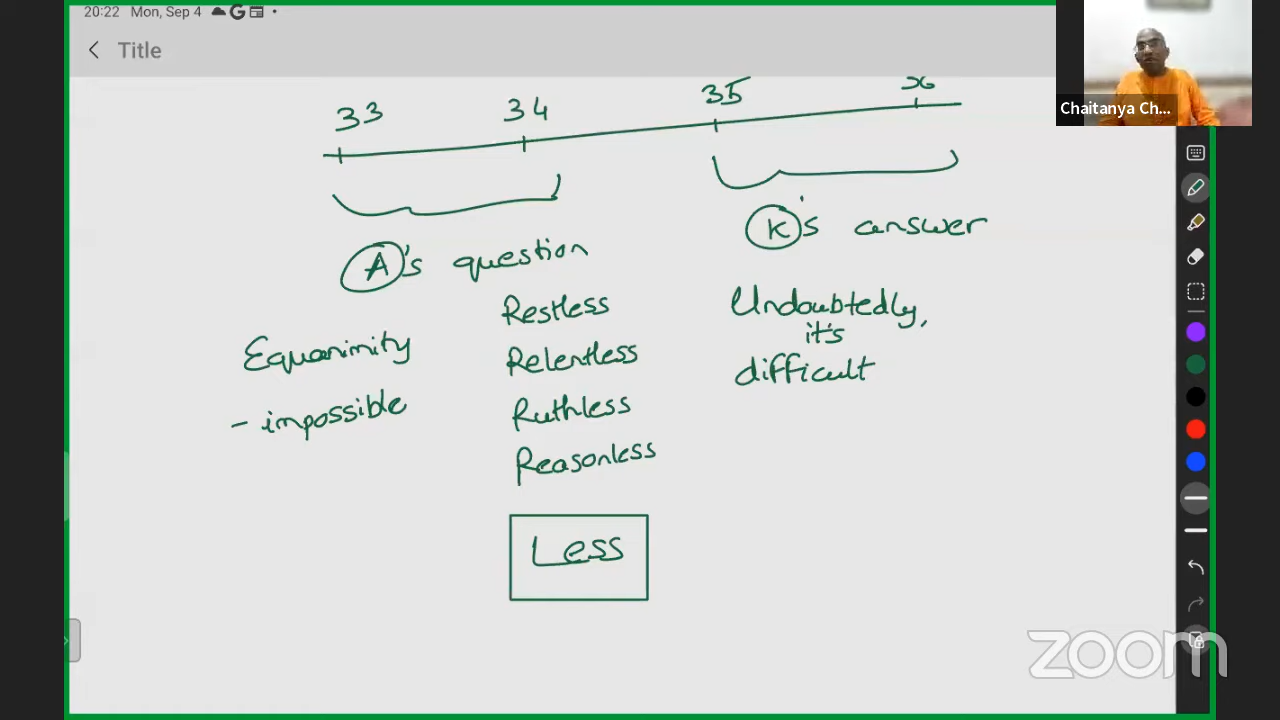 20:22 Mon, Sep 4
Title
Chaitanya Ch...
33 34 35 36
A's question
K's answer
Equanimity
- impossible
Restless
Relentless
Ruthless
Reasonless
Less
Undoubtedly,
it's
difficult
zoom